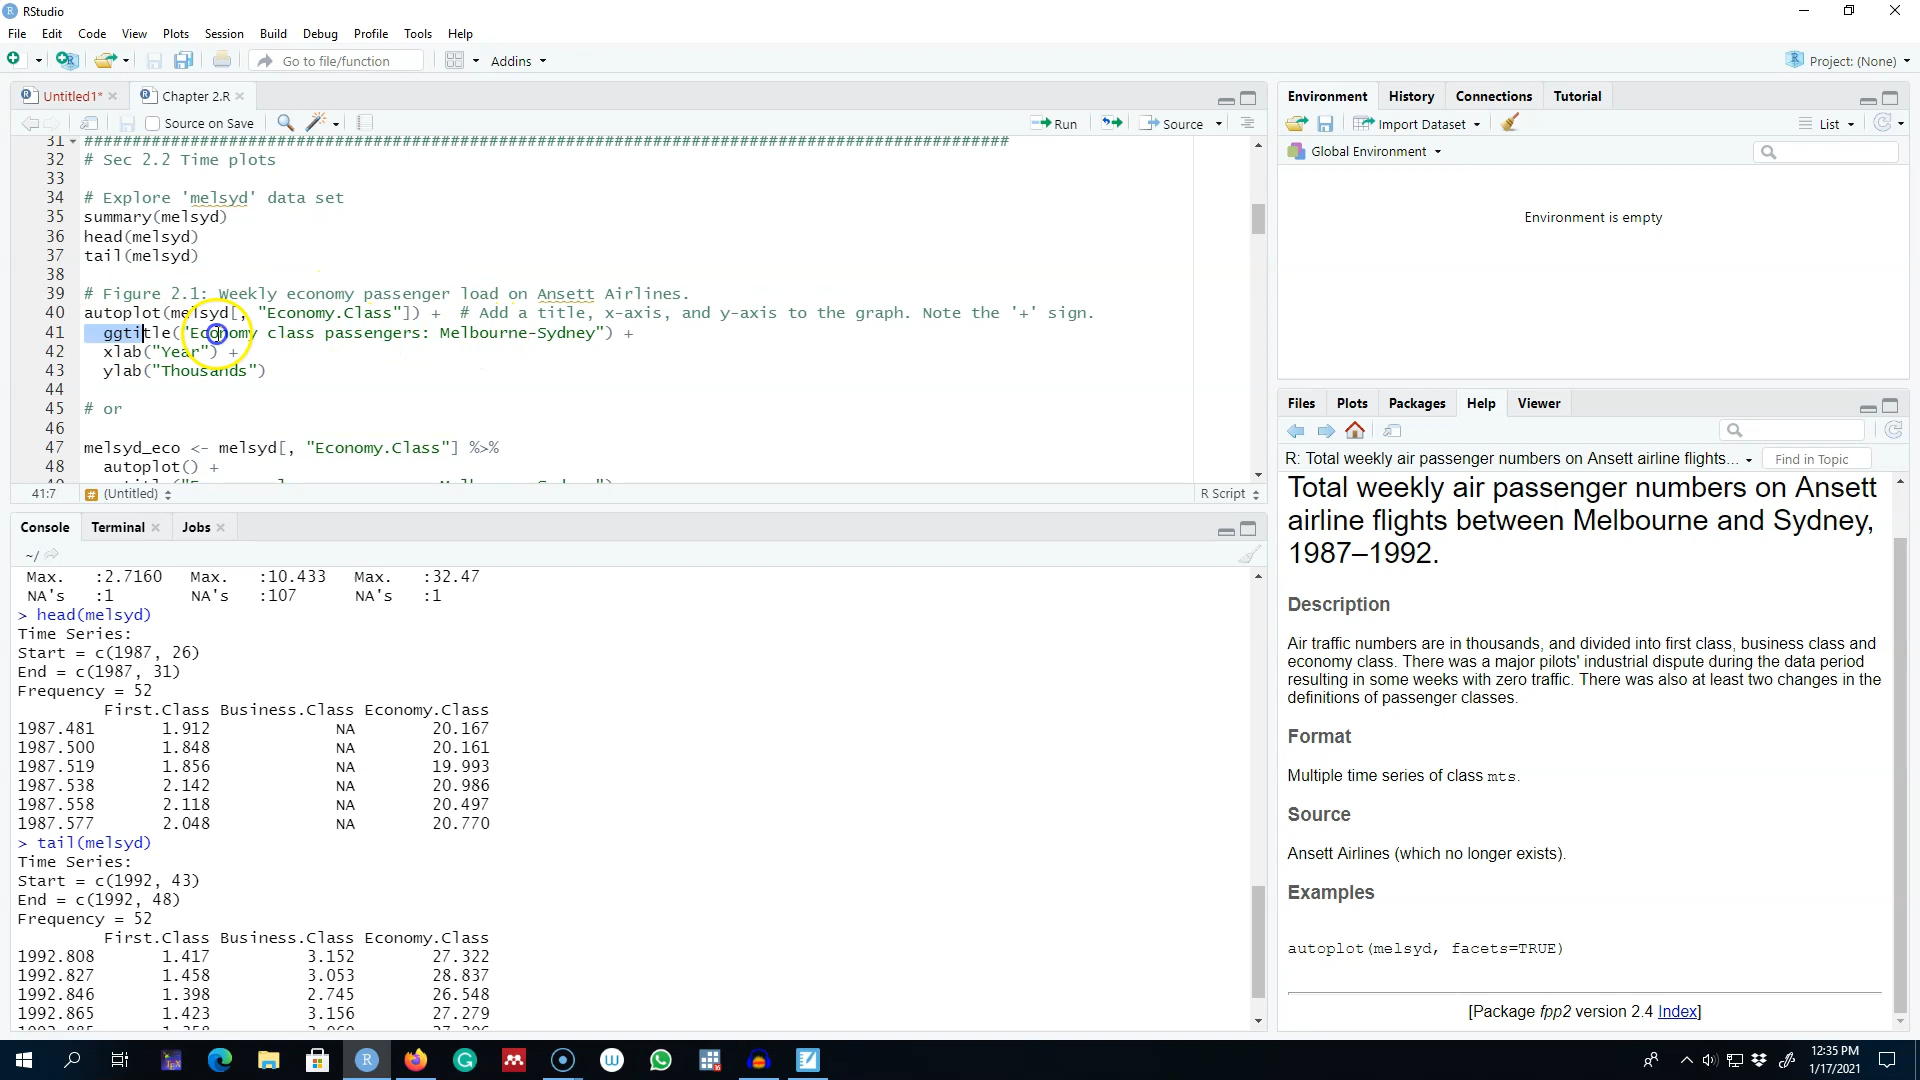 RStudio
File Edit Code View Plots Session Build Debug Profile Tools Help
Go to file/function Addins Project: (None)
Untitled1* Chapter 2.R
Source on Save Run Source
31 ################################################################################################
32 # Sec 2.2 Time plots
33
34 # Explore 'melsyd' data set
35 summary(melsyd)
36 head(melsyd)
37 tail(melsyd)
38
39 # Figure 2.1: Weekly economy passenger load on Ansett Airlines.
40 autoplot(melsyd[, "Economy.Class"]) + # Add a title, x-axis, and y-axis to the graph. Note the '+' sign.
41 ggtitle("Economy class passengers: Melbourne-Sydney") +
42 xlab("Year") +
43 ylab("Thousands")
44
45 # or
46
47 melsyd_eco <- melsyd[, "Economy.Class"] %>%
48 autoplot() +
41:7 (Untitled) R Script
Console Terminal Jobs
~/
Max. :2.7160 Max. :10.433 Max. :32.47
NA's :1 NA's :107 NA's :1
> head(melsyd)
Time Series:
Start = c(1987, 26)
End = c(1987, 31)
Frequency = 52
First.Class Business.Class Economy.Class
1987.481 1.912 NA 20.167
1987.500 1.848 NA 20.161
1987.519 1.856 NA 19.993
1987.538 2.142 NA 20.986
1987.558 2.118 NA 20.497
1987.577 2.048 NA 20.770
> tail(melsyd)
Time Series:
Start = c(1992, 43)
End = c(1992, 48)
Frequency = 52
First.Class Business.Class Economy.Class
1992.808 1.417 3.152 27.322
1992.827 1.458 3.053 28.837
1992.846 1.398 2.745 26.548
1992.865 1.423 3.156 27.279
Environment History Connections Tutorial
Import Dataset List
Global Environment
Environment is empty
Files Plots Packages Help Viewer
R: Total weekly air passenger numbers on Ansett airline flights... Find in Topic
Total weekly air passenger numbers on Ansett
airline flights between Melbourne and Sydney,
1987–1992.
Description
Air traffic numbers are in thousands, and divided into first class, business class and
economy class. There was a major pilots' industrial dispute during the data period
resulting in some weeks with zero traffic. There was also at least two changes in the
definitions of passenger classes.
Format
Multiple time series of class mts.
Source
Ansett Airlines (which no longer exists).
Examples
autoplot(melsyd, facets=TRUE)
[Package fpp2 version 2.4 Index]
12:35 PM
1/17/2021